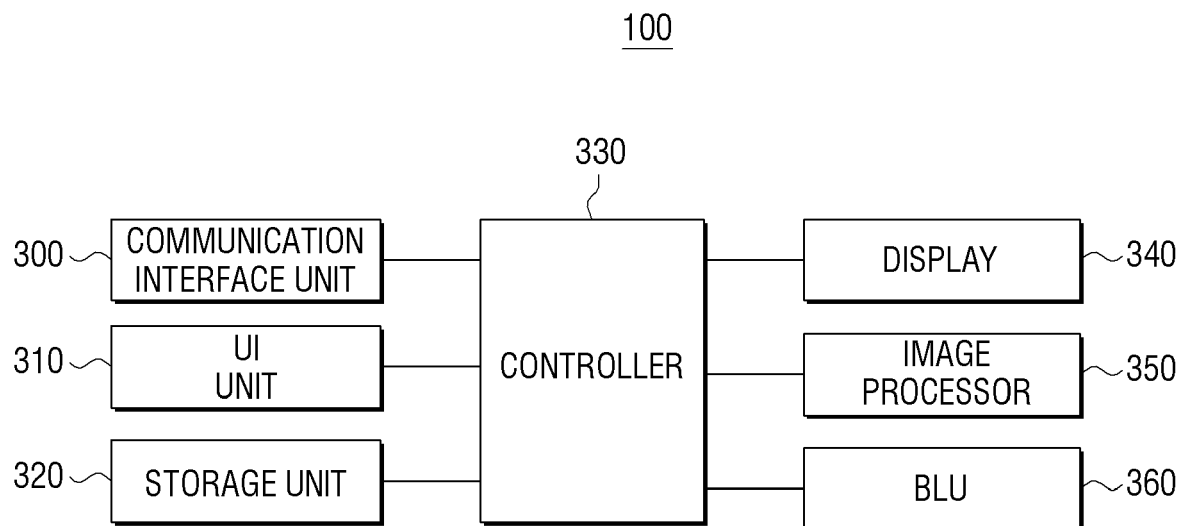 100
330
300
COMMUNICATION
INTERFACE UNIT
310
UI
UNIT
320
STORAGE UNIT
CONTROLLER
DISPLAY
340
IMAGE
PROCESSOR
350
BLU
360